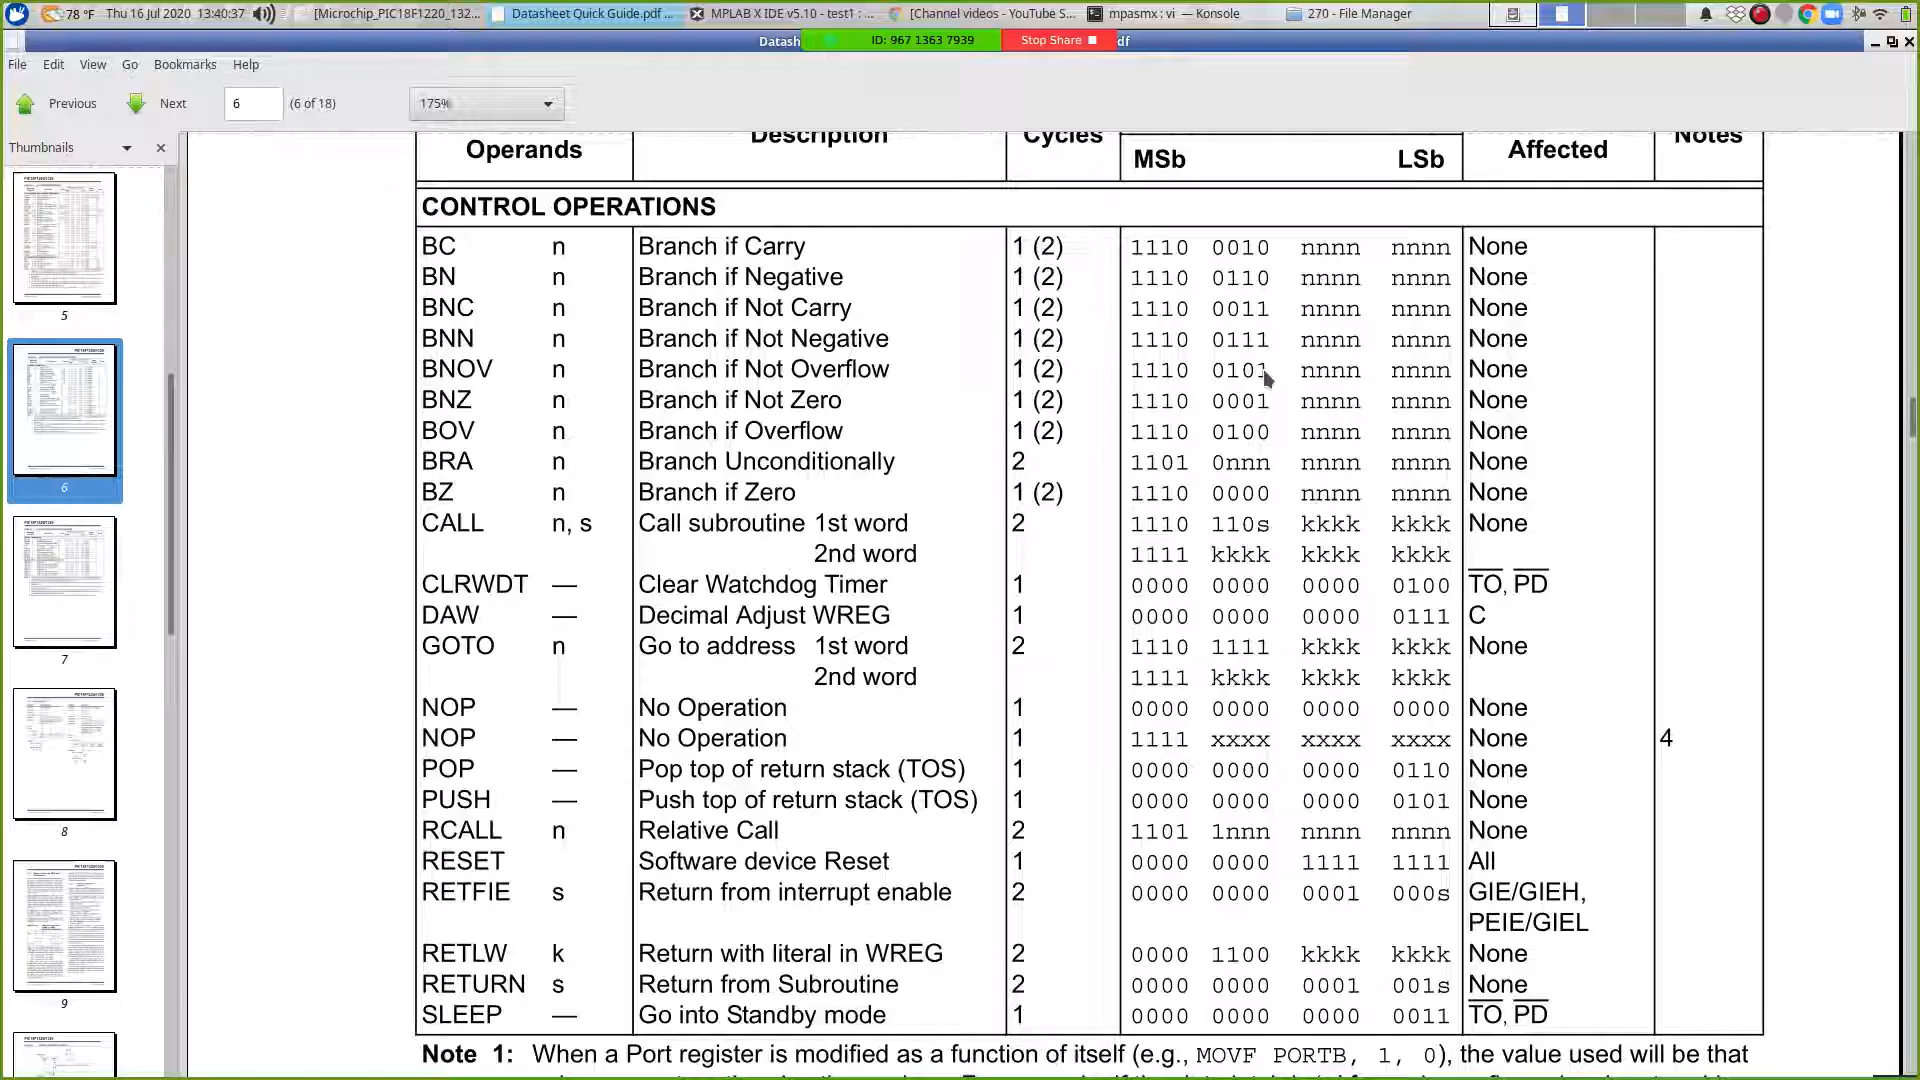 78 °F Thu 16 Jul 2020 13:40:37 [Microchip_PIC18F1220_132... Datasheet Quick Guide.pdf ... MPLAB X IDE v5.10 - test1 : ... [Channel videos - YouTube S... mpasmx : vi — Konsole 270 - File Manager
Datash ID: 967 1363 7939 Stop Share df
File Edit View Go Bookmarks Help
Previous Next 6 (6 of 18) 175%
Thumbnails
5
6
7
8
9
Operands Description Cycles MSb LSb Affected Notes
CONTROL OPERATIONS
BC n Branch if Carry 1 (2) 1110 0010 nnnn nnnn None
BN n Branch if Negative 1 (2) 1110 0110 nnnn nnnn None
BNC n Branch if Not Carry 1 (2) 1110 0011 nnnn nnnn None
BNN n Branch if Not Negative 1 (2) 1110 0111 nnnn nnnn None
BNOV n Branch if Not Overflow 1 (2) 1110 0101 nnnn nnnn None
BNZ n Branch if Not Zero 1 (2) 1110 0001 nnnn nnnn None
BOV n Branch if Overflow 1 (2) 1110 0100 nnnn nnnn None
BRA n Branch Unconditionally 2 1101 0nnn nnnn nnnn None
BZ n Branch if Zero 1 (2) 1110 0000 nnnn nnnn None
CALL n, s Call subroutine 1st word 2 1110 110s kkkk kkkk None
2nd word 1111 kkkk kkkk kkkk
CLRWDT — Clear Watchdog Timer 1 0000 0000 0000 0100 TO, PD
DAW — Decimal Adjust WREG 1 0000 0000 0000 0111 C
GOTO n Go to address 1st word 2 1110 1111 kkkk kkkk None
2nd word 1111 kkkk kkkk kkkk
NOP — No Operation 1 0000 0000 0000 0000 None
NOP — No Operation 1 1111 xxxx xxxx xxxx None 4
POP — Pop top of return stack (TOS) 1 0000 0000 0000 0110 None
PUSH — Push top of return stack (TOS) 1 0000 0000 0000 0101 None
RCALL n Relative Call 2 1101 1nnn nnnn nnnn None
RESET Software device Reset 1 0000 0000 1111 1111 All
RETFIE s Return from interrupt enable 2 0000 0000 0001 000s GIE/GIEH,
PEIE/GIEL
RETLW k Return with literal in WREG 2 0000 1100 kkkk kkkk None
RETURN s Return from Subroutine 2 0000 0000 0001 001s None
SLEEP — Go into Standby mode 1 0000 0000 0000 0011 TO, PD
Note 1: When a Port register is modified as a function of itself (e.g., MOVF PORTB, 1, 0), the value used will be that